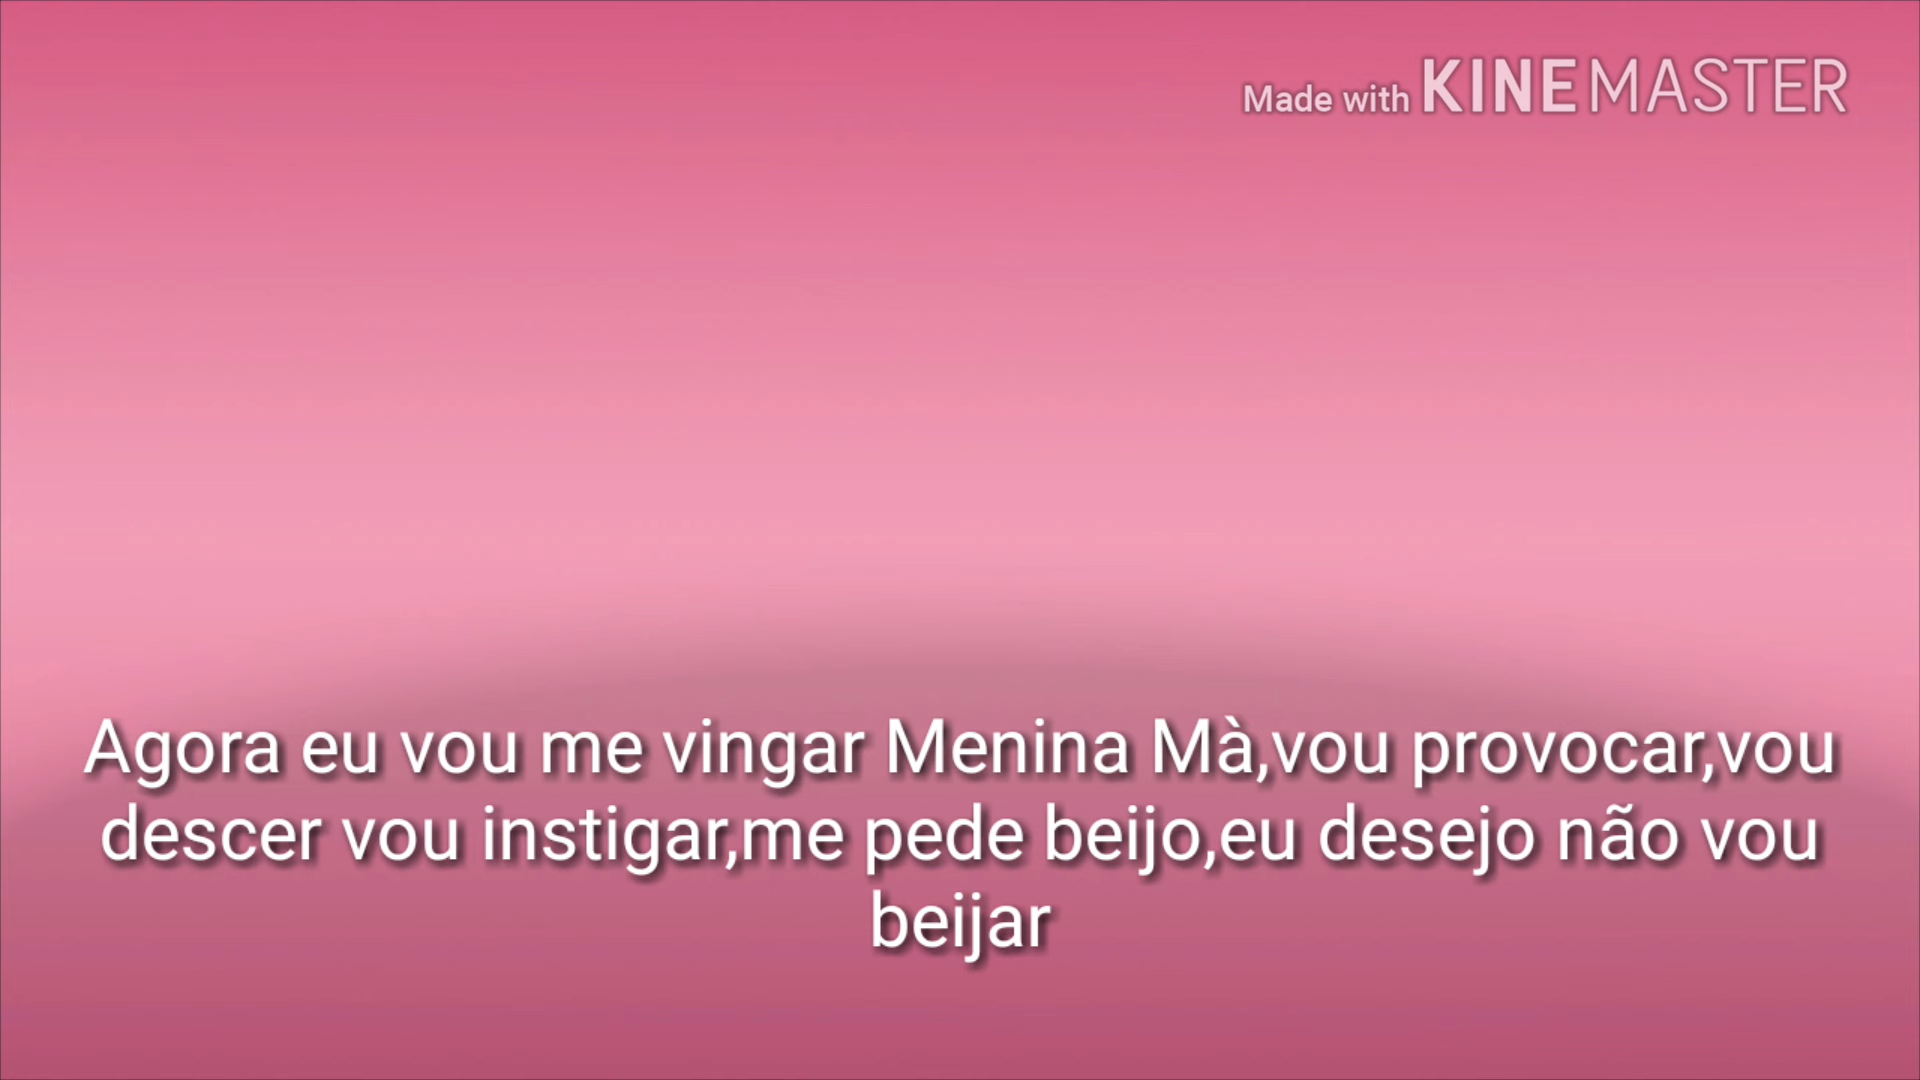 Made with KINEMASTER
Agora eu vou me vingar Menina Mà,vou provocar,vou
descer vou instigar,me pede beijo,eu desejo não vou
beijar